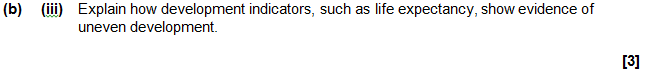 (b) (iii) Explain how development indicators, such as life expectancy, show evidence of
uneven development.
[3]